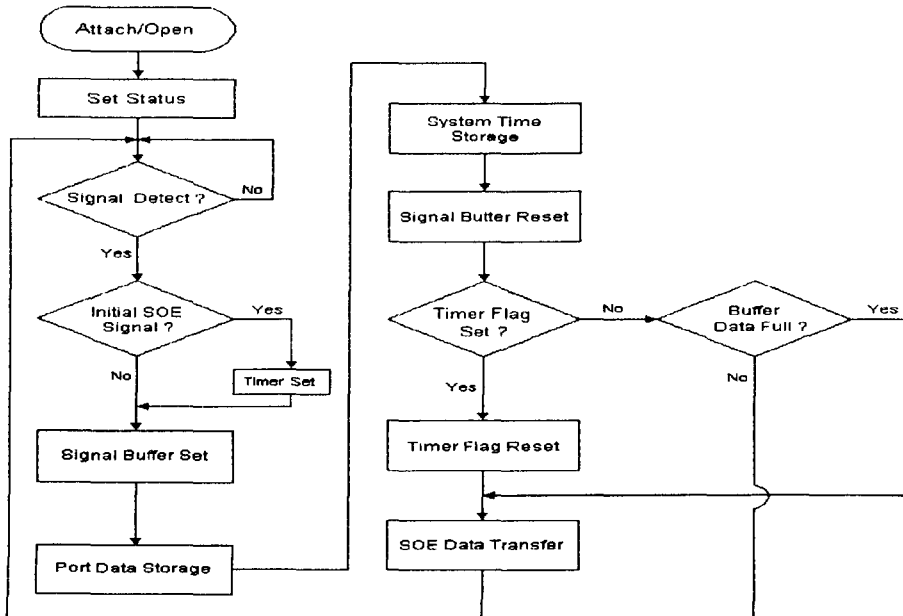 Attach/Open
Set Status
Signal Detect ?
No
Yes
Initial SOE
Signal ?
Yes
No
Timer Set
Signal Buffer Set
Port Data Storage
System Time
Storage
Signal Butter Reset
Timer Flag
Set ?
No
Yes
Buffer
Data Full ?
Yes
No
Timer Flag Reset
SOE Data Transfer